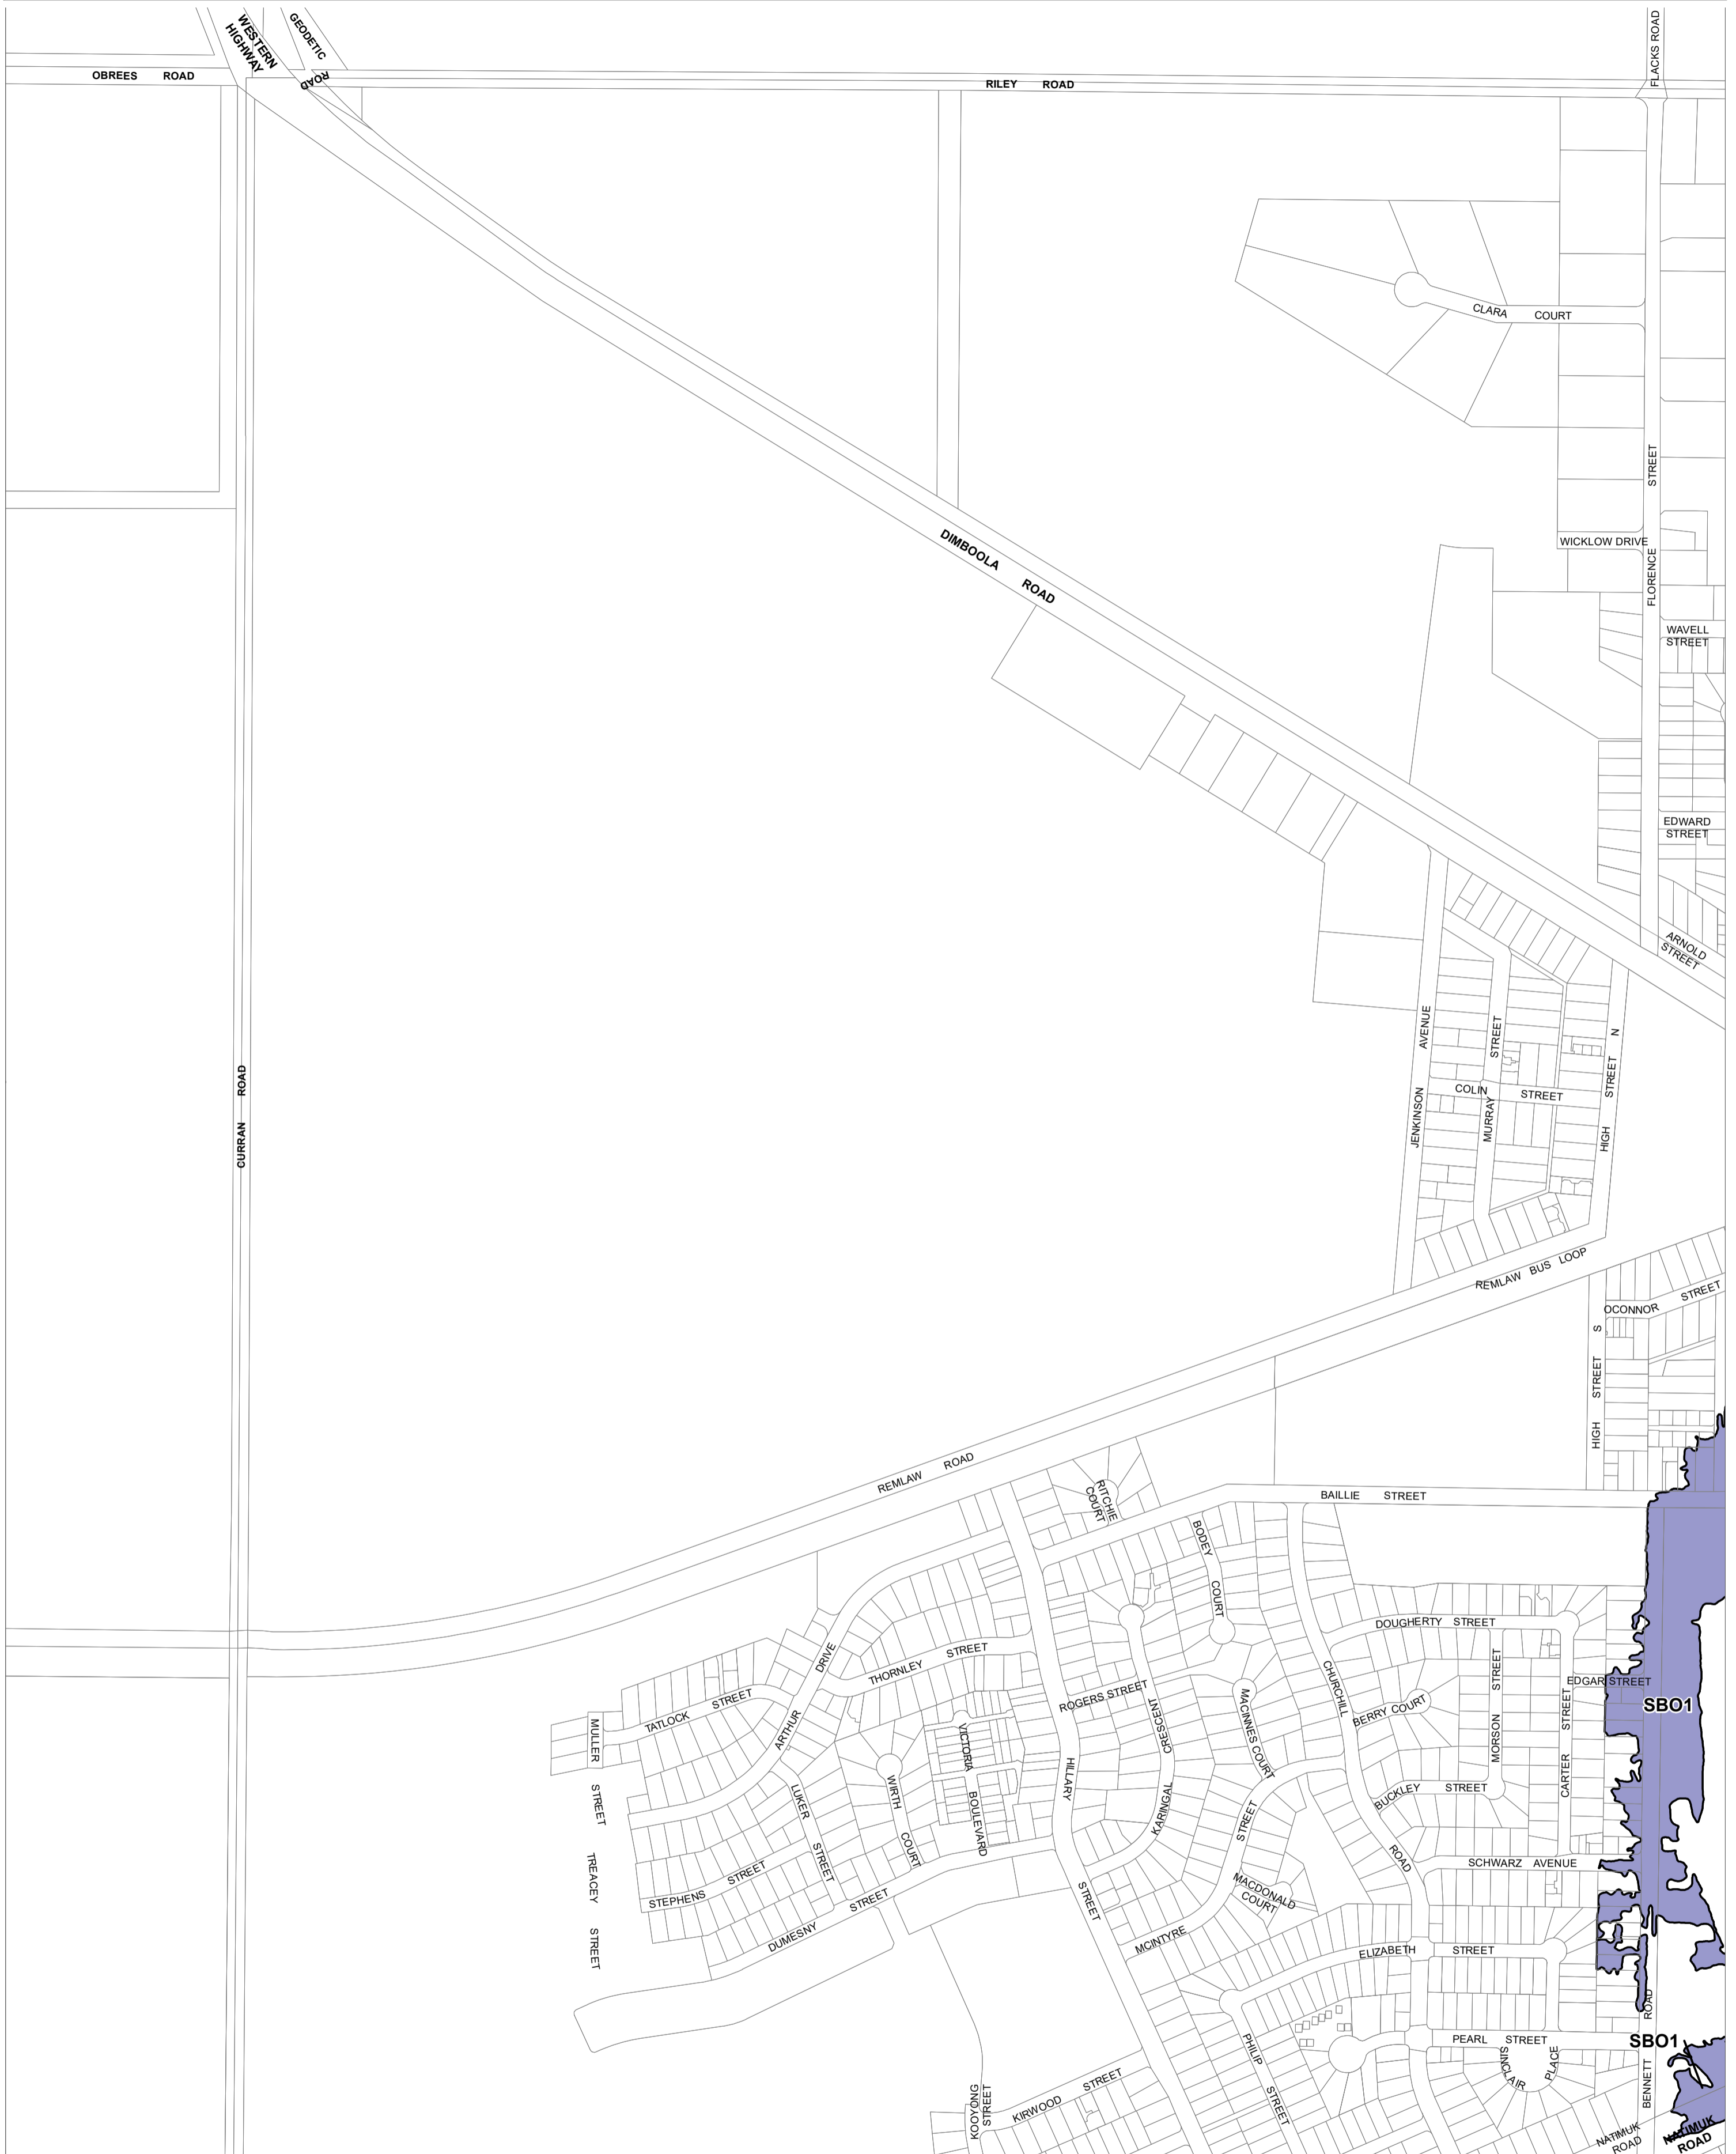 WESTERN
HIGHWAY
GEODETIC
ROAD
FLACKS ROAD
OBREES ROAD
RILEY ROAD
CLARA COURT
FLORENCE STREET
WICKLOW DRIVE
DIMBOOLA ROAD
WAVELL
STREET
EDWARD
STREET
ARNOLD
STREET
CURRAN ROAD
JENKINSON AVENUE
MURRAY STREET
COLIN STREET
HIGH STREET N
REMLAW BUS LOOP
OCONNOR STREET
HIGH STREET S
REMLAW ROAD
RITCHIE
COURT
BAILLIE STREET
BODEY COURT
DOUGHERTY STREET
DRIVE
ARTHUR
THORNLEY STREET
TATLOCK STREET
MULLER STREET
ROGERS STREET
KARINGAL CRESCENT
MACINNES COURT
CHURCHILL ROAD
BERRY COURT
MORSON STREET
EDGAR STREET
CARTER STREET
SBO1
VICTORIA BOULEVARD
WIRTH COURT
LUKER STREET
HILLARY STREET
BUCKLEY STREET
SCHWARZ AVENUE
STEPHENS STREET
TREACEY STREET
DUMESNY STREET
MACDONALD
COURT
MCINTYRE STREET
ELIZABETH STREET
BENNETT ROAD
PEARL STREET
SBO1
SINCLAIR PLACE
PHILIP STREET
KIRWOOD STREET
KOOYONG
STREET
NATIMUK
ROAD
NATIMUK
ROAD